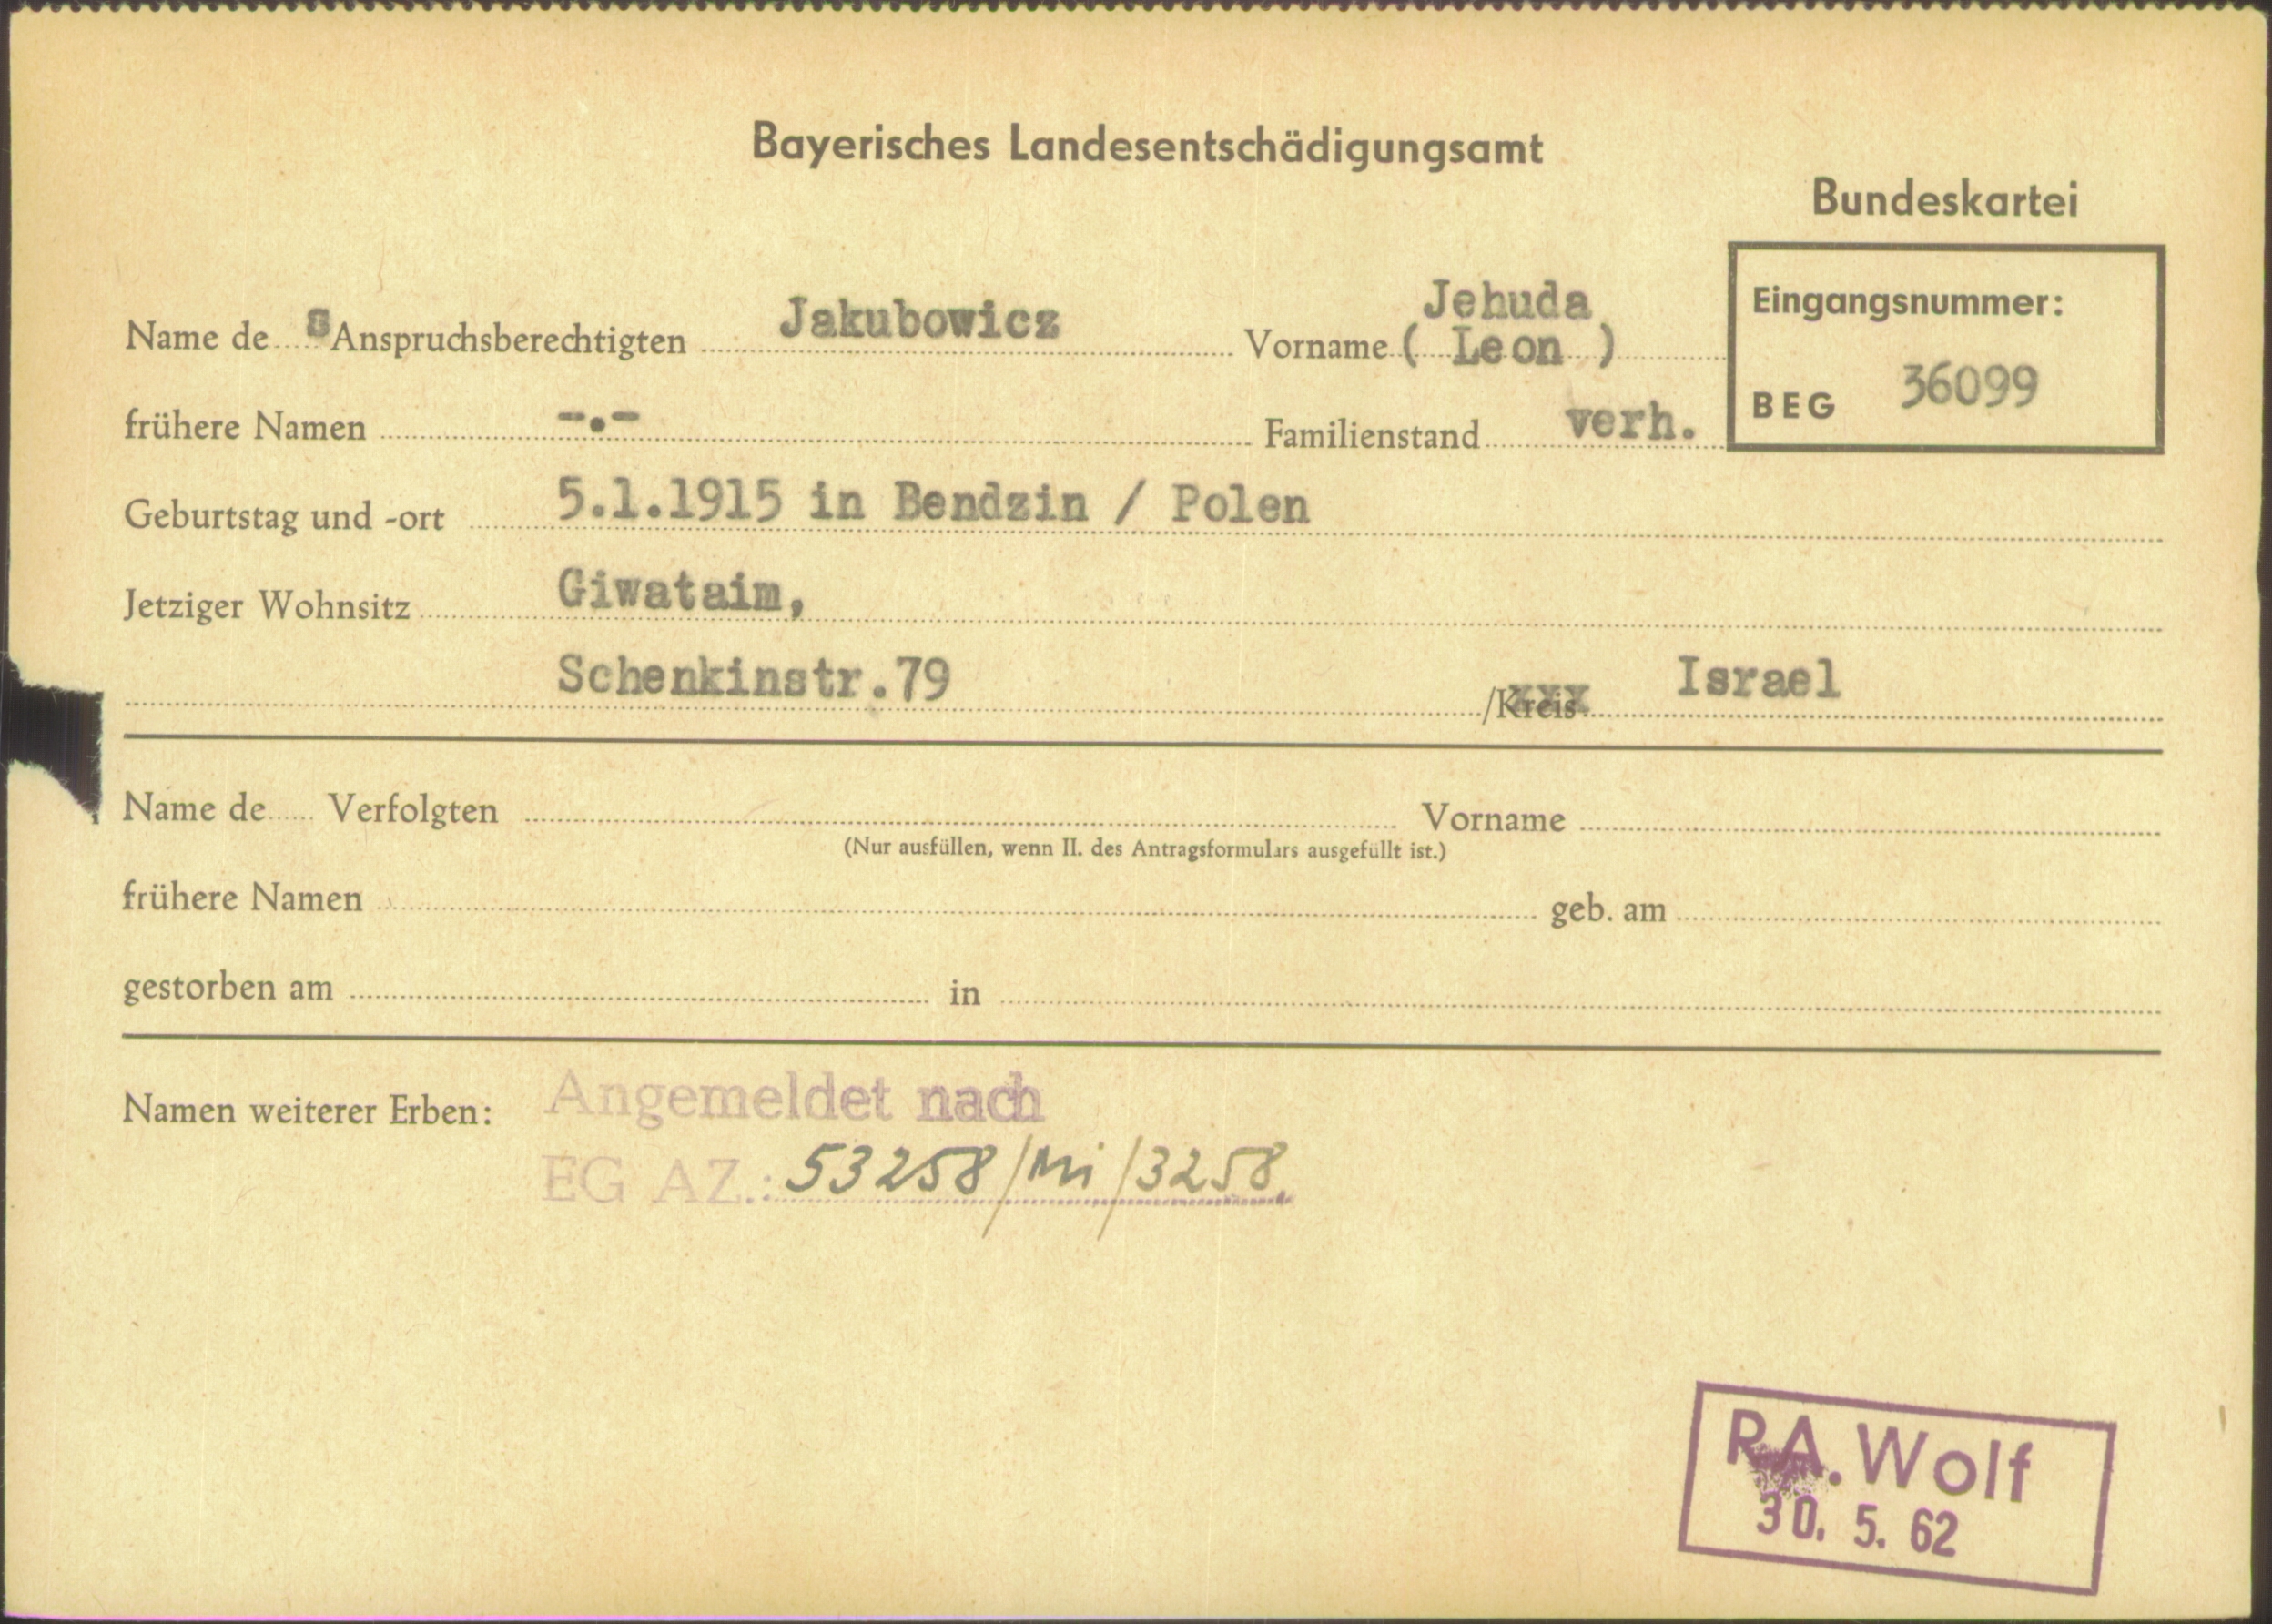 Bayerisches Landesentschädigungsamt
Bundeskartei
Eingangsnummer:
BEG 36099
Name des Anspruchsberechtigten Jakubowicz Vorname Jehuda
( Leon )
frühere Namen -.- Familienstand verh.
Geburtstag und -ort 5.1.1915 in Bendzin / Polen
Jetziger Wohnsitz Giwataim,
Schenkinstr.79 /Kreis Israel
Name de Verfolgten Vorname
(Nur ausfüllen, wenn II. des Antragsformulars ausgefüllt ist.)
frühere Namen geb. am
gestorben am in
Namen weiterer Erben: Angemeldet nach
EG AZ.: 53258/Mi/3258
R.A. Wolf
30. 5. 62